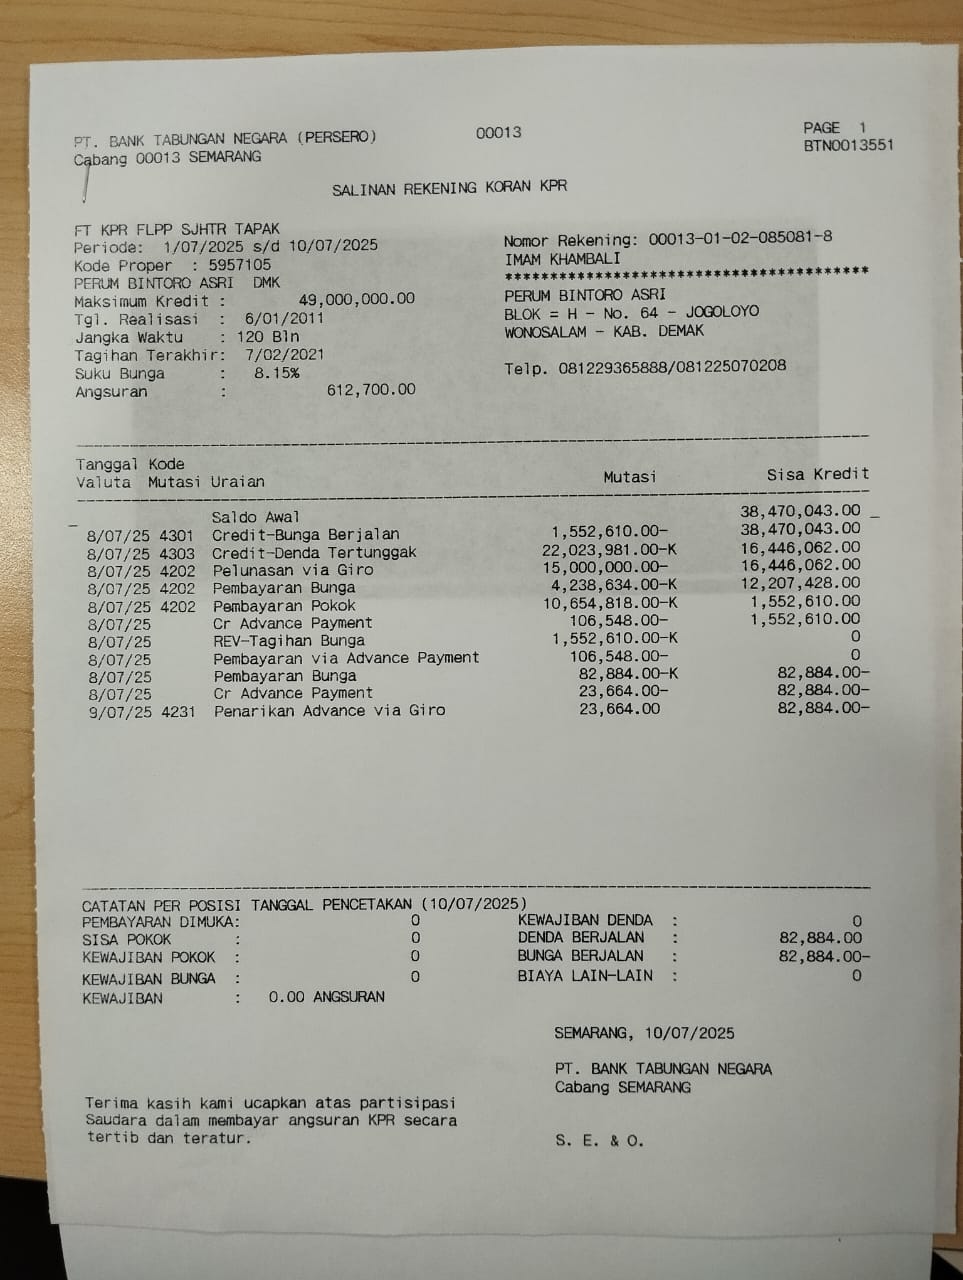 PT. BANK TABUNGAN NEGARA (PERSERO) 00013 PAGE 1
Cabang 00013 SEMARANG BTN0013551
SALINAN REKENING KORAN KPR
FT KPR FLPP SJHTR TAPAK
Periode: 1/07/2025 s/d 10/07/2025 Nomor Rekening: 00013-01-02-085081-8
Kode Proper : 5957105 IMAM KHAMBALI
PERUM BINTORO ASRI DMK *****************************************
Maksimum Kredit : 49,000,000.00 PERUM BINTORO ASRI
Tgl. Realisasi : 6/01/2011 BLOK = H - No. 64 - JOGOLOYO
Jangka Waktu : 120 Bln WONOSALAM - KAB. DEMAK
Tagihan Terakhir: 7/02/2021
Suku Bunga : 8.15% Telp. 081229365888/081225070208
Angsuran : 612,700.00
Tanggal Kode
Valuta Mutasi Uraian Mutasi Sisa Kredit
Saldo Awal 38,470,043.00
8/07/25 4301 Credit-Bunga Berjalan 1,552,610.00- 38,470,043.00
8/07/25 4303 Credit-Denda Tertunggak 22,023,981.00-K 16,446,062.00
8/07/25 4202 Pelunasan via Giro 15,000,000.00- 16,446,062.00
8/07/25 4202 Pembayaran Bunga 4,238,634.00-K 12,207,428.00
8/07/25 4202 Pembayaran Pokok 10,654,818.00-K 1,552,610.00
8/07/25 Cr Advance Payment 106,548.00- 1,552,610.00
8/07/25 REV-Tagihan Bunga 1,552,610.00-K 0
8/07/25 Pembayaran via Advance Payment 106,548.00- 0
8/07/25 Pembayaran Bunga 82,884.00-K 82,884.00-
8/07/25 Cr Advance Payment 23,664.00- 82,884.00-
9/07/25 4231 Penarikan Advance via Giro 23,664.00 82,884.00-
CATATAN PER POSISI TANGGAL PENCETAKAN (10/07/2025)
PEMBAYARAN DIMUKA: 0 KEWAJIBAN DENDA : 0
SISA POKOK : 0 DENDA BERJALAN : 82,884.00
KEWAJIBAN POKOK : 0 BUNGA BERJALAN : 82,884.00-
KEWAJIBAN BUNGA : 0 BIAYA LAIN-LAIN : 0
KEWAJIBAN : 0.00 ANGSURAN
SEMARANG, 10/07/2025
PT. BANK TABUNGAN NEGARA
Cabang SEMARANG
Terima kasih kami ucapkan atas partisipasi
Saudara dalam membayar angsuran KPR secara
tertib dan teratur. S. E. & O.